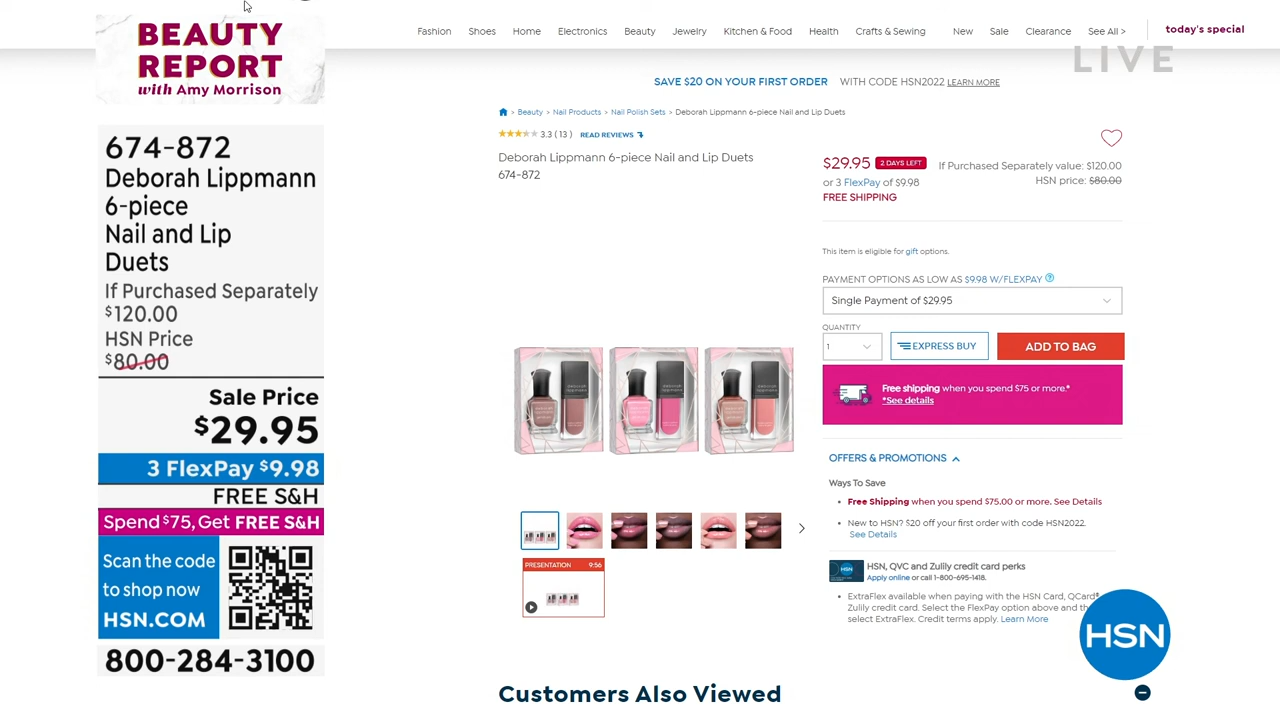 BEAUTY
REPORT
with Amy Morrison
674-872
Deborah Lippmann
6-piece
Nail and Lip
Duets
If Purchased Separately
$120.00
HSN Price
$80.00
Sale Price
$29.95
3 FlexPay $9.98
FREE S&H
Spend $75, Get FREE S&H
Scan the code
to shop now
HSN.COM
800-284-3100
Fashion Shoes Home Electronics Beauty Jewelry Kitchen & Food Health Crafts & Sewing New Sale Clearance See All > today's special
LIVE
SAVE $20 ON YOUR FIRST ORDER WITH CODE HSN2022 LEARN MORE
> Beauty > Nail Products > Nail Polish Sets > Deborah Lippmann 6-piece Nail and Lip Duets
3.3 (13) READ REVIEWS
Deborah Lippmann 6-piece Nail and Lip Duets
674-872
$29.95 2 DAYS LEFT If Purchased Separately value: $120.00
or 3 FlexPay of $9.98 HSN price: $80.00
FREE SHIPPING
This item is eligible for gift options.
PAYMENT OPTIONS AS LOW AS $9.98 W/FLEXPAY ?
Single Payment of $29.95
QUANTITY
1 EXPRESS BUY ADD TO BAG
Free shipping when you spend $75 or more.*
*See details
OFFERS & PROMOTIONS
Ways To Save
• Free Shipping when you spend $75.00 or more. See Details
• New to HSN? $20 off your first order with code HSN2022.
See Details
HSN, QVC and Zulily credit card perks
Apply online or call 1-800-695-1418.
• ExtraFlex available when paying with the HSN Card, QCard®
Zulily credit card. Select the FlexPay option above and th
select ExtraFlex. Credit terms apply. Learn More
PRESENTATION 9:56
HSN
Customers Also Viewed